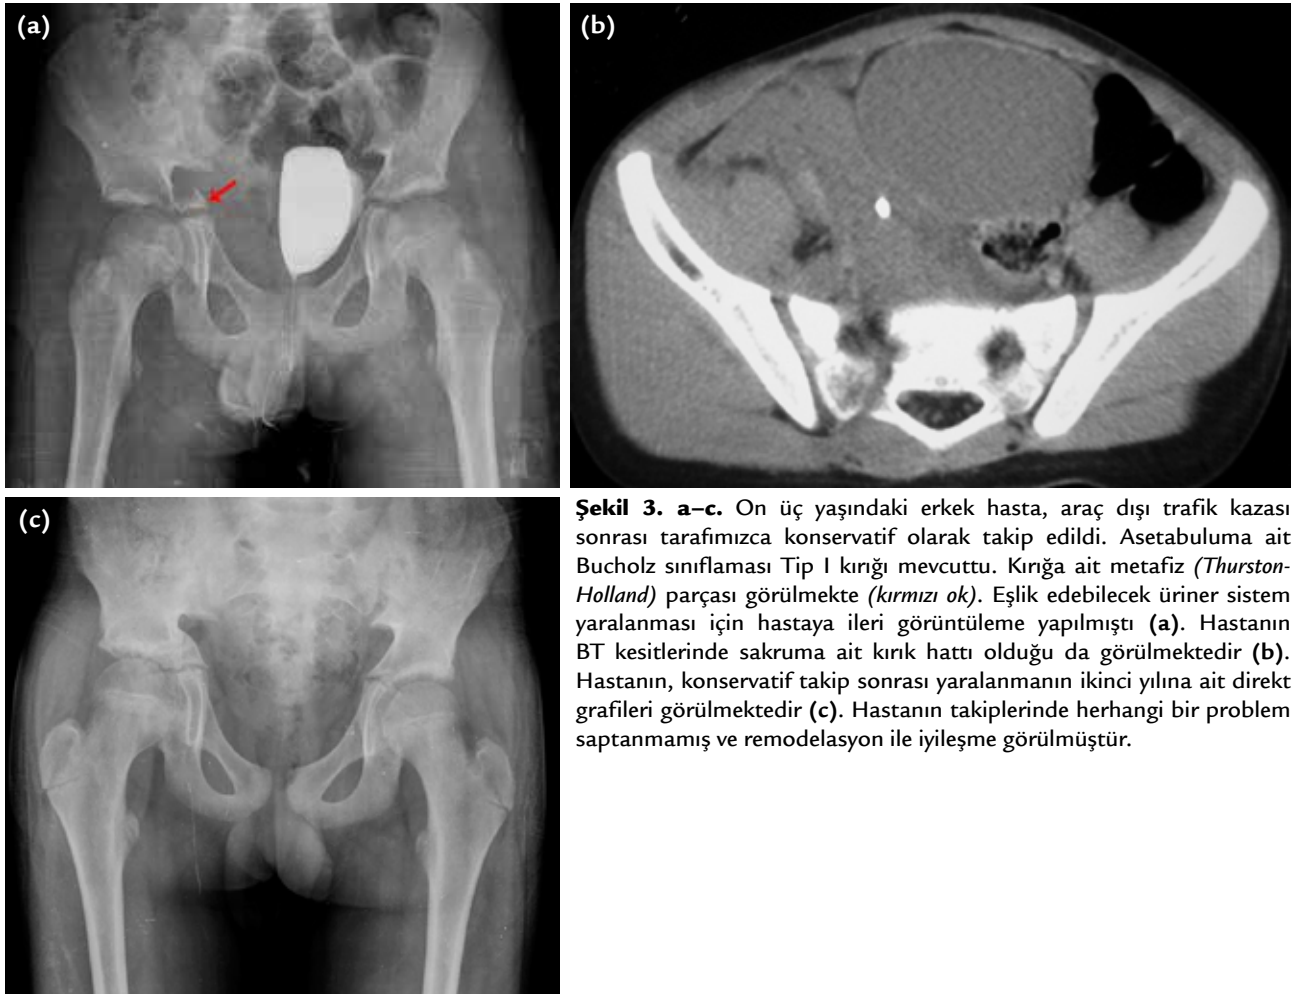 (a)
(b)
(c)
Şekil 3. a–c. On üç yaşındaki erkek hasta, araç dışı trafik kazası
sonrası tarafımızca konservatif olarak takip edildi. Asetabuluma ait
Bucholz sınıflaması Tip I kırığı mevcuttu. Kırığa ait metafiz (Thurston-
Holland) parçası görülmekte (kırmızı ok). Eşlik edebilecek üriner sistem
yaralanması için hastaya ileri görüntüleme yapılmıştı (a). Hastanın
BT kesitlerinde sakruma ait kırık hattı olduğu da görülmektedir (b).
Hastanın, konservatif takip sonrası yaralanmanın ikinci yılına ait direkt
grafileri görülmektedir (c). Hastanın takiplerinde herhangi bir problem
saptanmamış ve remodelasyon ile iyileşme görülmüştür.